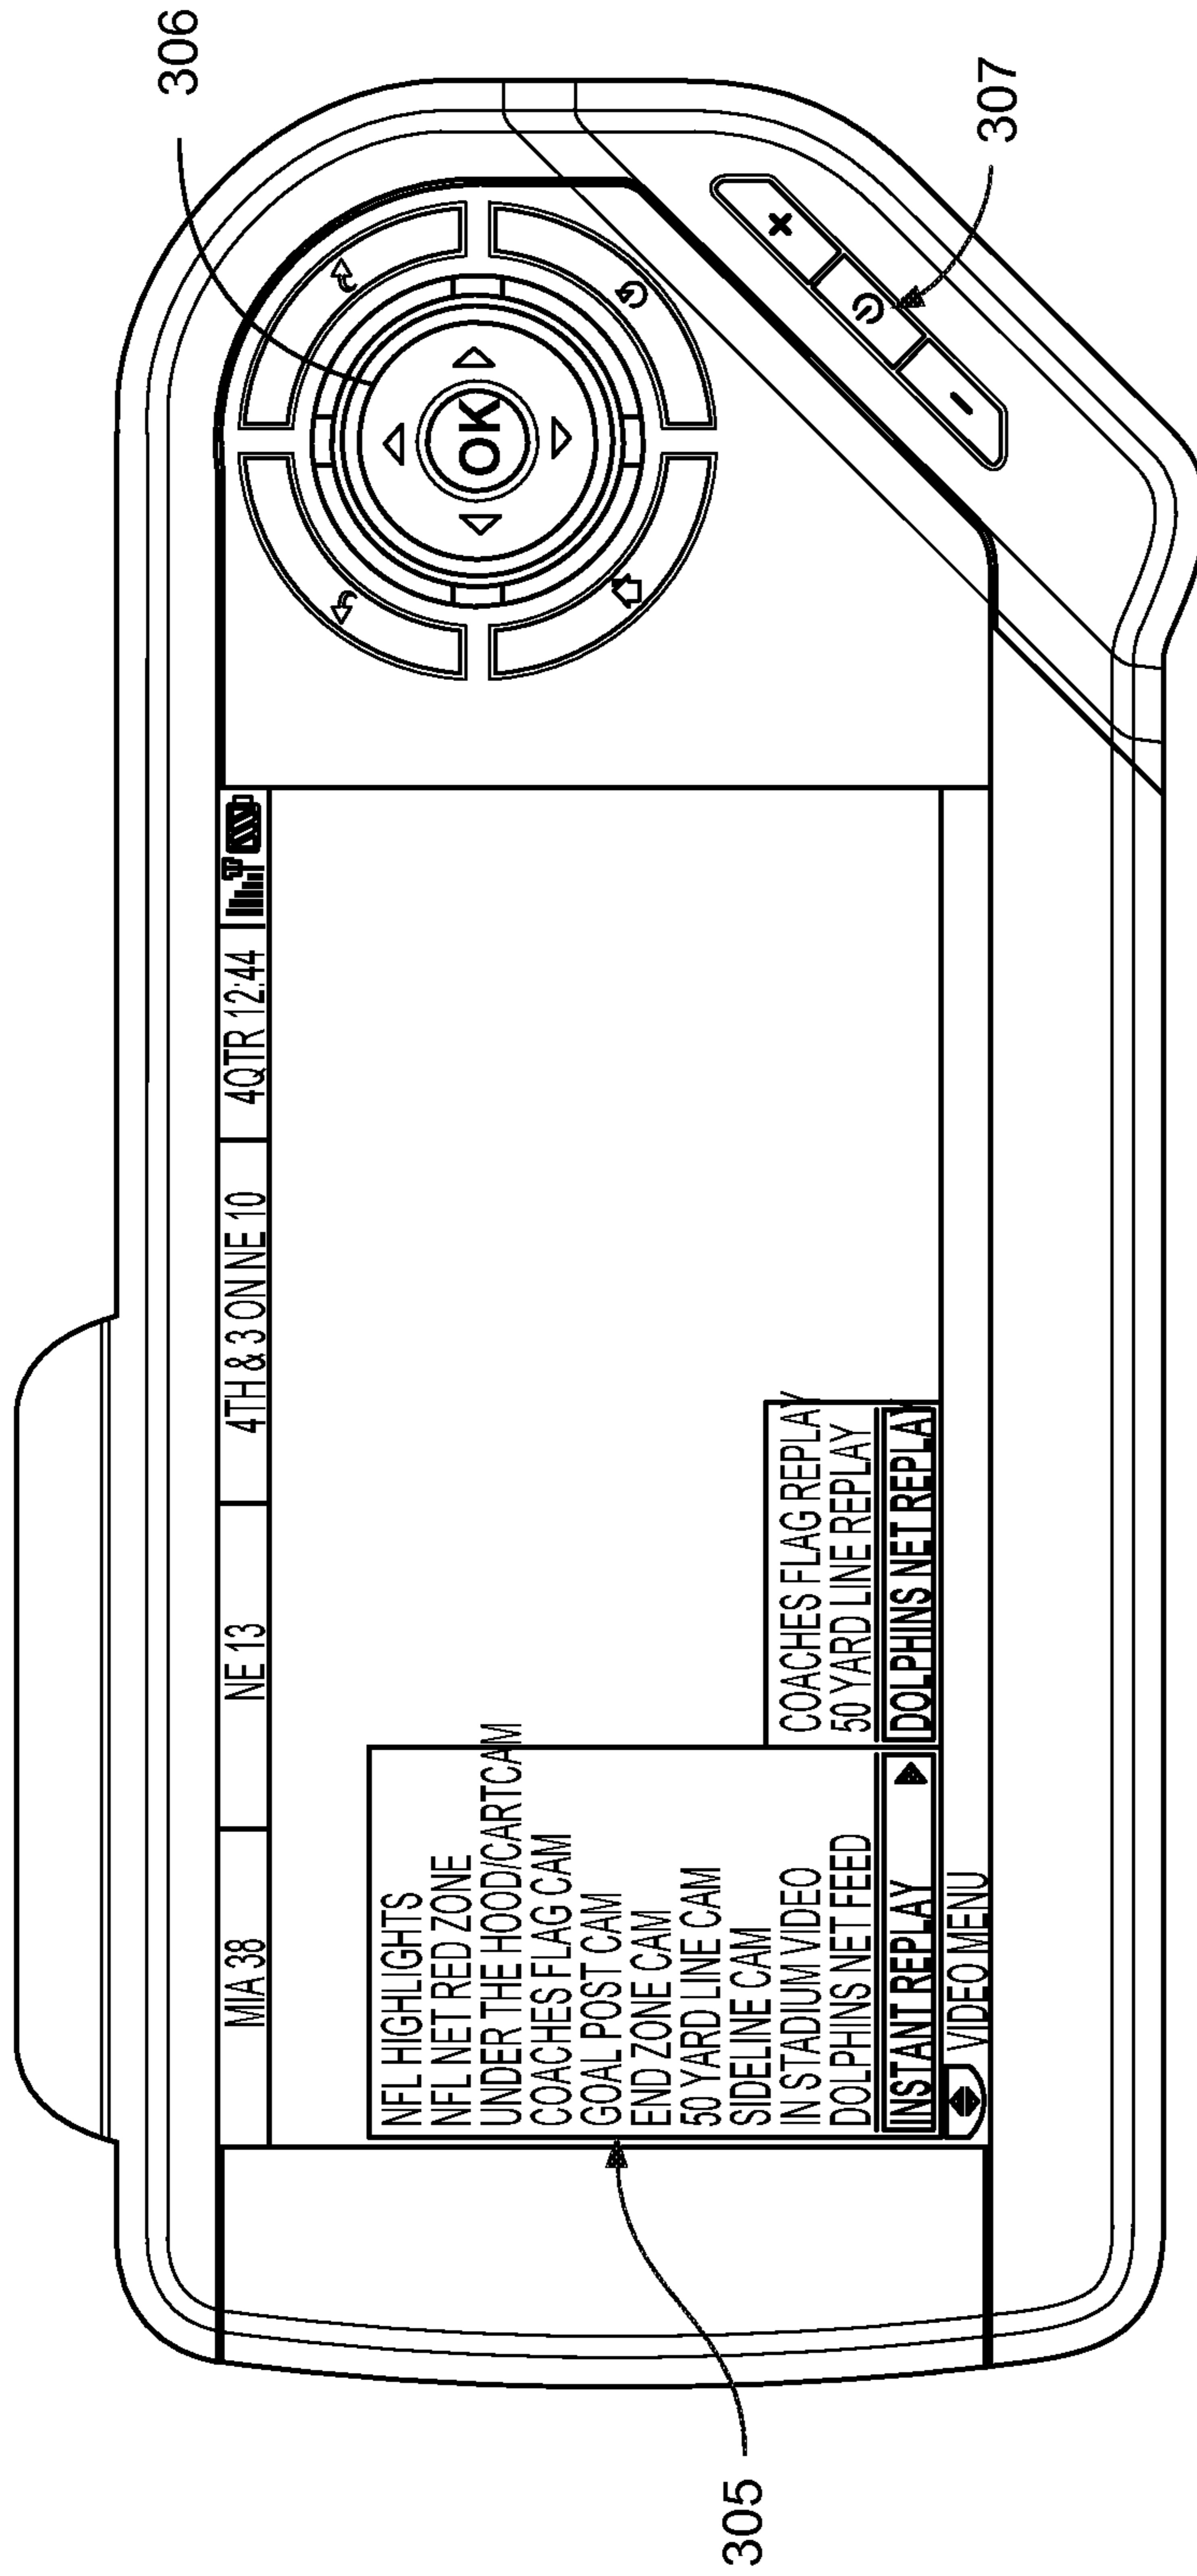 306
MIA 38
NE 13
4TH & 3 ON NE 10
4QTR 12:44
NFL HIGHLIGHTS
NFL NET RED ZONE
UNDER THE HOOD/CARTCAM
COACHES FLAG CAM
GOAL POST CAM
END ZONE CAM
50 YARD LINE CAM
SIDELINE CAM
IN STADIUM VIDEO
DOLPHINS NET FEED
INSTANT REPLAY
VIDEO MENU
COACHES FLAG REPLAY
50 YARD LINE REPLAY
DOLPHINS NET REPLAY
OK
+
-
305
307